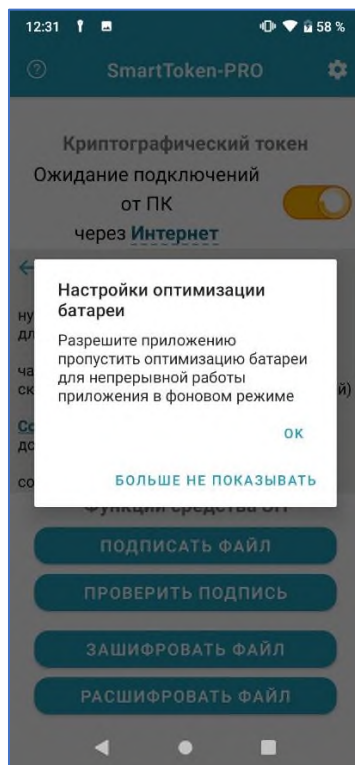 12:31
58 %
SmartToken-PRO
Криптографический токен
Ожидание подключений
от ПК
через Интернет
Настройки оптимизации
батареи
Разрешите приложению
пропустить оптимизацию батареи
для непрерывной работы
приложения в фоновом режиме
ОК
БОЛЬШЕ НЕ ПОКАЗЫВАТЬ
ПОДПИСАТЬ ФАЙЛ
ПРОВЕРИТЬ ПОДПИСЬ
ЗАШИФРОВАТЬ ФАЙЛ
РАСШИФРОВАТЬ ФАЙЛ